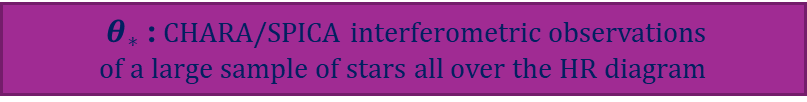 θ* : CHARA/SPICA interferometric observations
of a large sample of stars all over the HR diagram